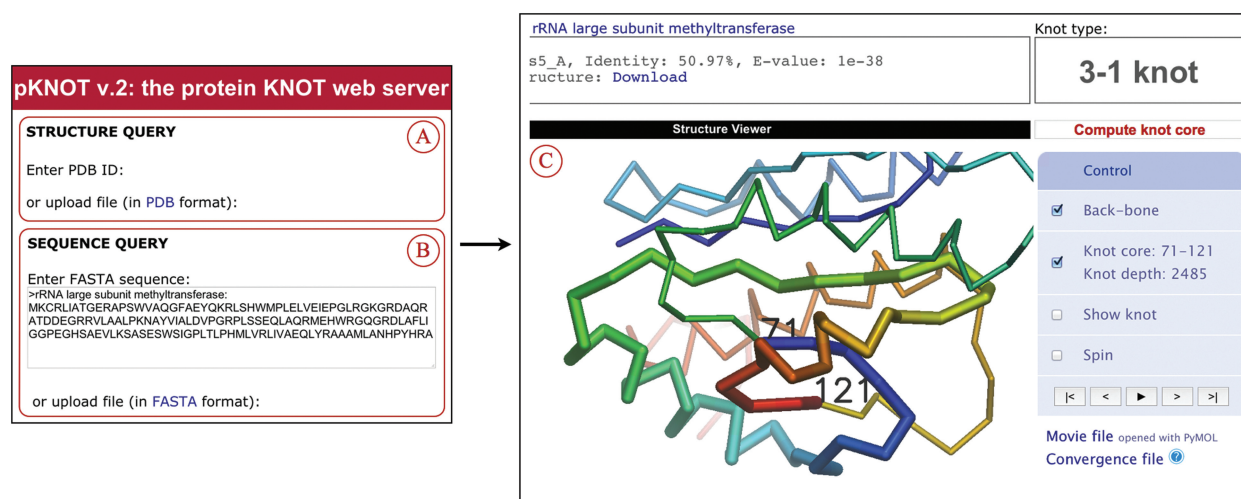 pKNOT v.2: the protein KNOT web server
STRUCTURE QUERY
A
Enter PDB ID:
or upload file (in PDB format):
SEQUENCE QUERY
B
Enter FASTA sequence:
>rRNA large subunit methyltransferase:
MKCRLIATGERAPSWVAQGFAEYQKRLSHWMPLELVEIEPGLRGKGRDAQR
ATDDEGRRVLAALPKNAYVIALDVPGRPLSSEQLAQRMEHWRGQGRDLAFLI
GGPEGHSAEVLKSASESWSIGPLTLPHMLVRLIVAEQLYRAAAMLANHPYHRA
or upload file (in FASTA format):
rRNA large subunit methyltransferase
s5_A, Identity: 50.97%, E-value: 1e-38
ructure: Download
Knot type:
3-1 knot
Structure Viewer
Compute knot core
C
71
121
Control
Back-bone
Knot core: 71-121
Knot depth: 2485
Show knot
Spin
|< < ▶ > >|
Movie file opened with PyMOL
Convergence file ?